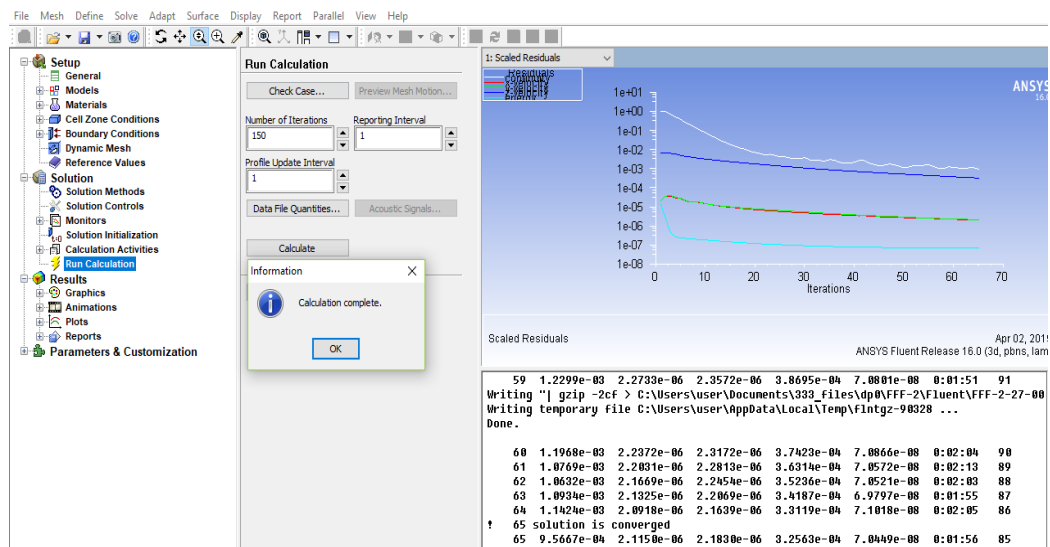 File Mesh Define Solve Adapt Surface Display Report Parallel View Help
Setup
General
Models
Materials
Cell Zone Conditions
Boundary Conditions
Dynamic Mesh
Reference Values
Solution
Solution Methods
Solution Controls
Monitors
Solution Initialization
Calculation Activities
Run Calculation
Results
Graphics
Animations
Plots
Reports
Parameters & Customization
Run Calculation
Check Case... Preview Mesh Motion...
Number of Iterations Reporting Interval
150 1
Profile Update Interval
1
Data File Quantities... Acoustic Signals...
Calculate
Information
Calculation complete.
OK
1: Scaled Residuals
Residuals
continuity
x-velocity
y-velocity
z-velocity
energy
ANSYS
16.0
1e+01
1e+00
1e-01
1e-02
1e-03
1e-04
1e-05
1e-06
1e-07
1e-08
0 10 20 30 40 50 60 70
Iterations
Scaled Residuals
Apr 02, 2019
ANSYS Fluent Release 16.0 (3d, pbns, lam
59 1.2299e-03 2.2733e-06 2.3572e-06 3.8695e-04 7.0801e-08 0:01:51 91
Writing "| gzip -2cf > C:\Users\user\Documents\333_files\dp0\FFF-2\Fluent\FFF-2-27-00
Writing temporary file C:\Users\user\AppData\Local\Temp\flntgz-90328 ...
Done.
60 1.1968e-03 2.2372e-06 2.3172e-06 3.7423e-04 7.0866e-08 0:02:04 90
61 1.0769e-03 2.2031e-06 2.2813e-06 3.6314e-04 7.0572e-08 0:02:13 89
62 1.0632e-03 2.1669e-06 2.2454e-06 3.5236e-04 7.0521e-08 0:02:03 88
63 1.0934e-03 2.1325e-06 2.2069e-06 3.4187e-04 6.9797e-08 0:01:55 87
64 1.1424e-03 2.0918e-06 2.1639e-06 3.3119e-04 7.1018e-08 0:02:05 86
! 65 solution is converged
65 9.5667e-04 2.1150e-06 2.1830e-06 3.2563e-04 7.0449e-08 0:01:56 85